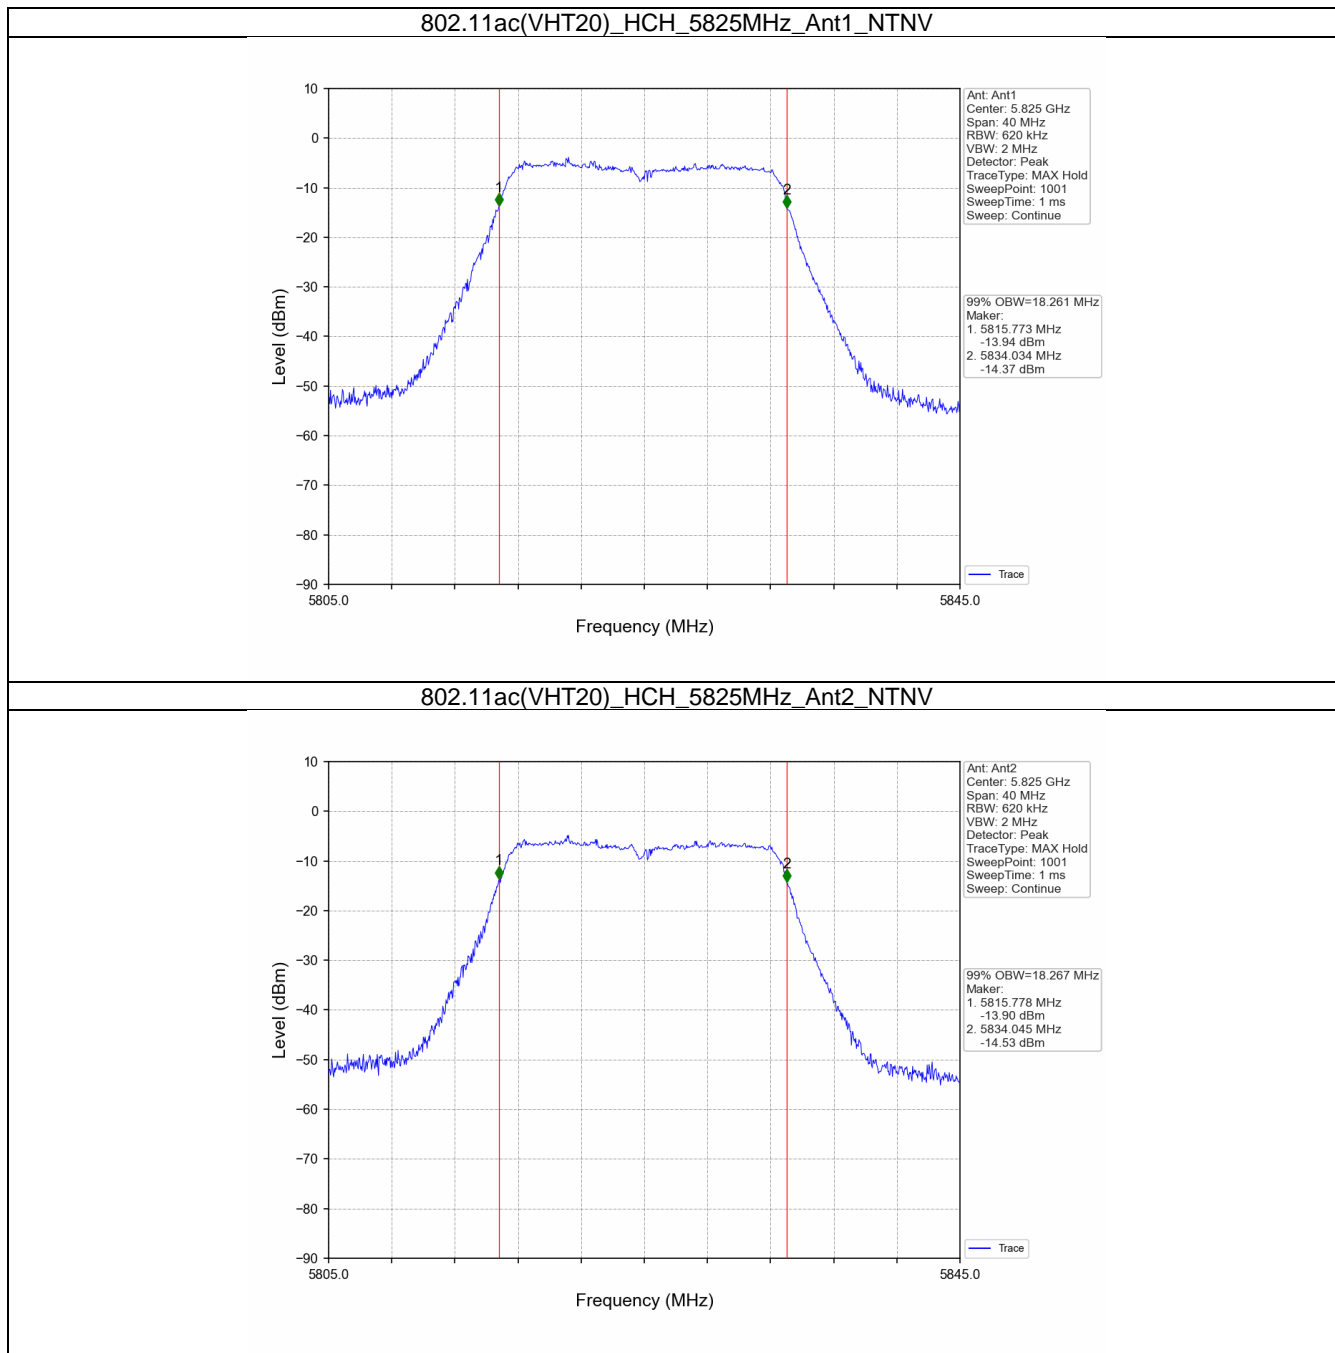 802.11ac(VHT20)_HCH_5825MHz_Ant1_NTNV
10
0
−10
−20
−30
−40
−50
−60
−70
−80
−90
Level (dBm)
1
2
5805.0
5845.0
Frequency (MHz)
Ant: Ant1
Center: 5.825 GHz
Span: 40 MHz
RBW: 620 kHz
VBW: 2 MHz
Detector: Peak
TraceType: MAX Hold
SweepPoint: 1001
SweepTime: 1 ms
Sweep: Continue
99% OBW=18.261 MHz
Maker:
1. 5815.773 MHz
-13.94 dBm
2. 5834.034 MHz
-14.37 dBm
Trace
802.11ac(VHT20)_HCH_5825MHz_Ant2_NTNV
10
0
−10
−20
−30
−40
−50
−60
−70
−80
−90
Level (dBm)
1
2
5805.0
5845.0
Frequency (MHz)
Ant: Ant2
Center: 5.825 GHz
Span: 40 MHz
RBW: 620 kHz
VBW: 2 MHz
Detector: Peak
TraceType: MAX Hold
SweepPoint: 1001
SweepTime: 1 ms
Sweep: Continue
99% OBW=18.267 MHz
Maker:
1. 5815.778 MHz
-13.90 dBm
2. 5834.045 MHz
-14.53 dBm
Trace